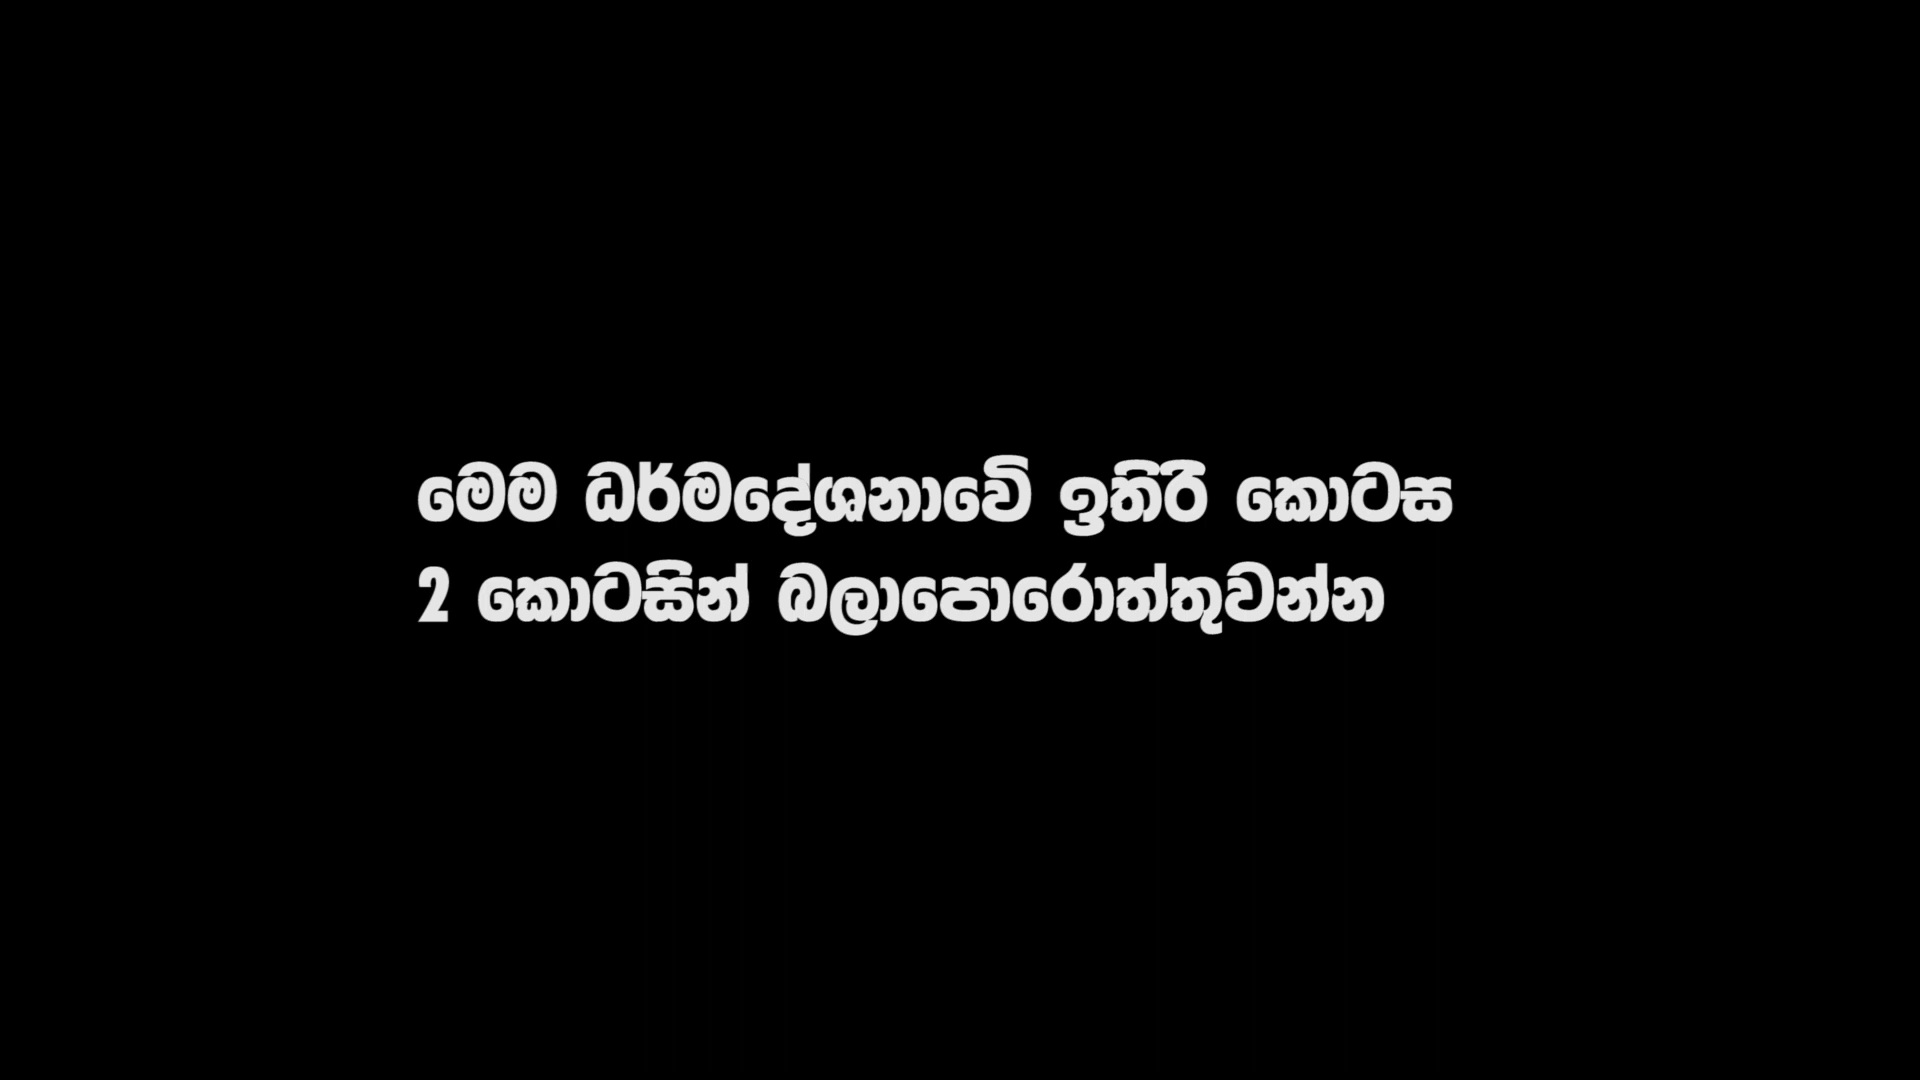 මෙම ධර්මදේශනාවේ ඉතිරි කොටස
2 කොටසින් බලාපොරොත්තුවන්න